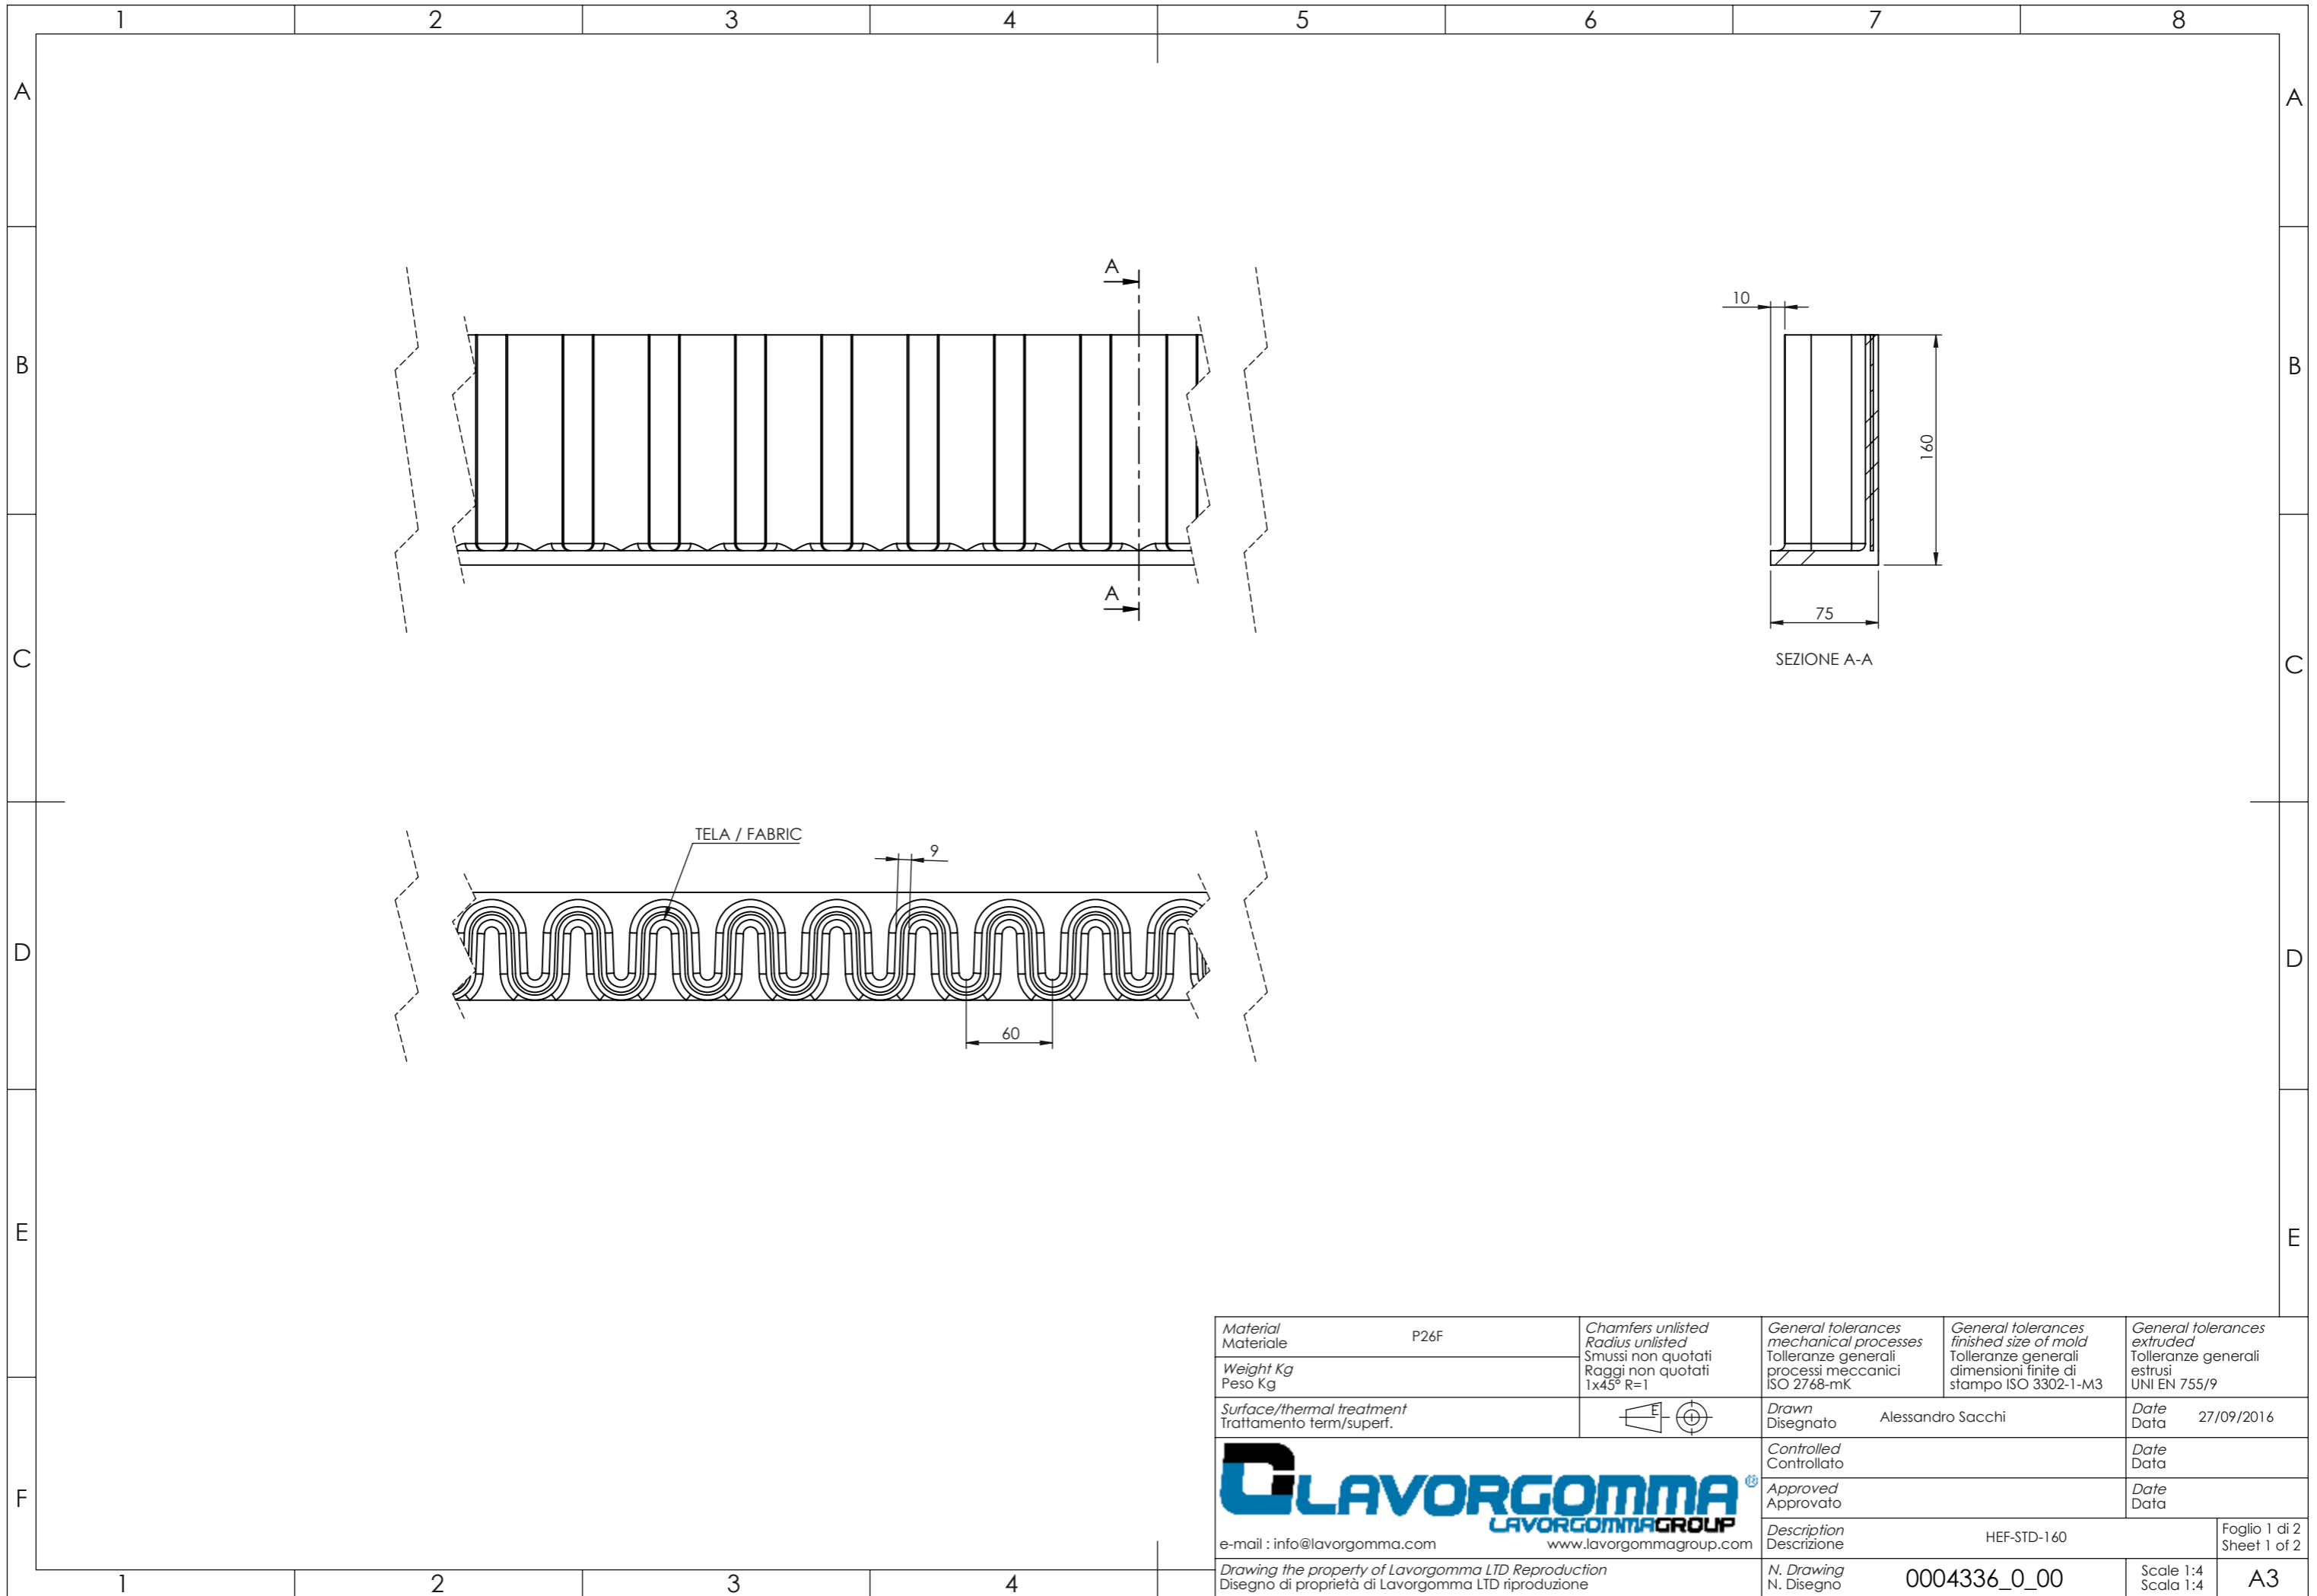 1 2 3 4 5 6 7 8
A A
A
10
B B
160
A
75
C C
SEZIONE A-A
TELA / FABRIC
9
D D
60
E E
F
Material
Materiale
P26F
Weight Kg
Peso Kg
Chamfers unlisted
Radius unlisted
Smussi non quotati
Raggi non quotati
1x45° R=1
General tolerances
mechanical processes
Tolleranze generali
processi meccanici
ISO 2768-mK
General tolerances
finished size of mold
Tolleranze generali
dimensioni finite di
stampo ISO 3302-1-M3
General tolerances
extruded
Tolleranze generali
estrusi
UNI EN 755/9
Surface/thermal treatment
Trattamento term/superf.
E
Drawn
Disegnato
Alessandro Sacchi
Date
Data
27/09/2016
LAVORGOMMA®
LAVORGOMMAGROUP
e-mail : info@lavorgomma.com www.lavorgommagroup.com
Controlled
Controllato
Date
Data
Approved
Approvato
Date
Data
Description
Descrizione
HEF-STD-160
Foglio 1 di 2
Sheet 1 of 2
Drawing the property of Lavorgomma LTD Reproduction
Disegno di proprietà di Lavorgomma LTD riproduzione
N. Drawing
N. Disegno
0004336_0_00
Scale 1:4
Scala 1:4
A3
1 2 3 4